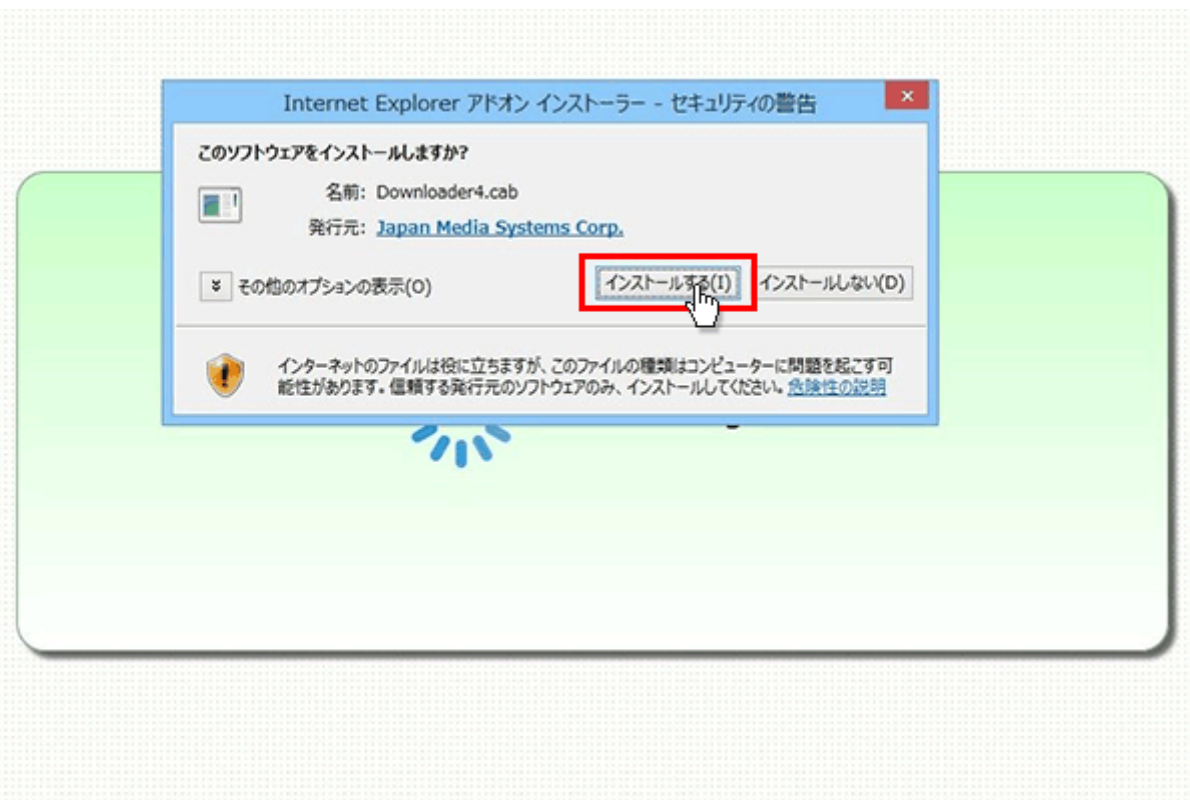 Internet Explorer アドオン インストーラー - セキュリティの警告
このソフトウェアをインストールしますか?
名前: Downloader4.cab
発行元: Japan Media Systems Corp.
その他のオプションの表示(O)
インストールする(I)
インストールしない(D)
インターネットのファイルは役に立ちますが、このファイルの種類はコンピューターに問題を起こす可
能性があります。信頼する発行元のソフトウェアのみ、インストールしてください。危険性の説明